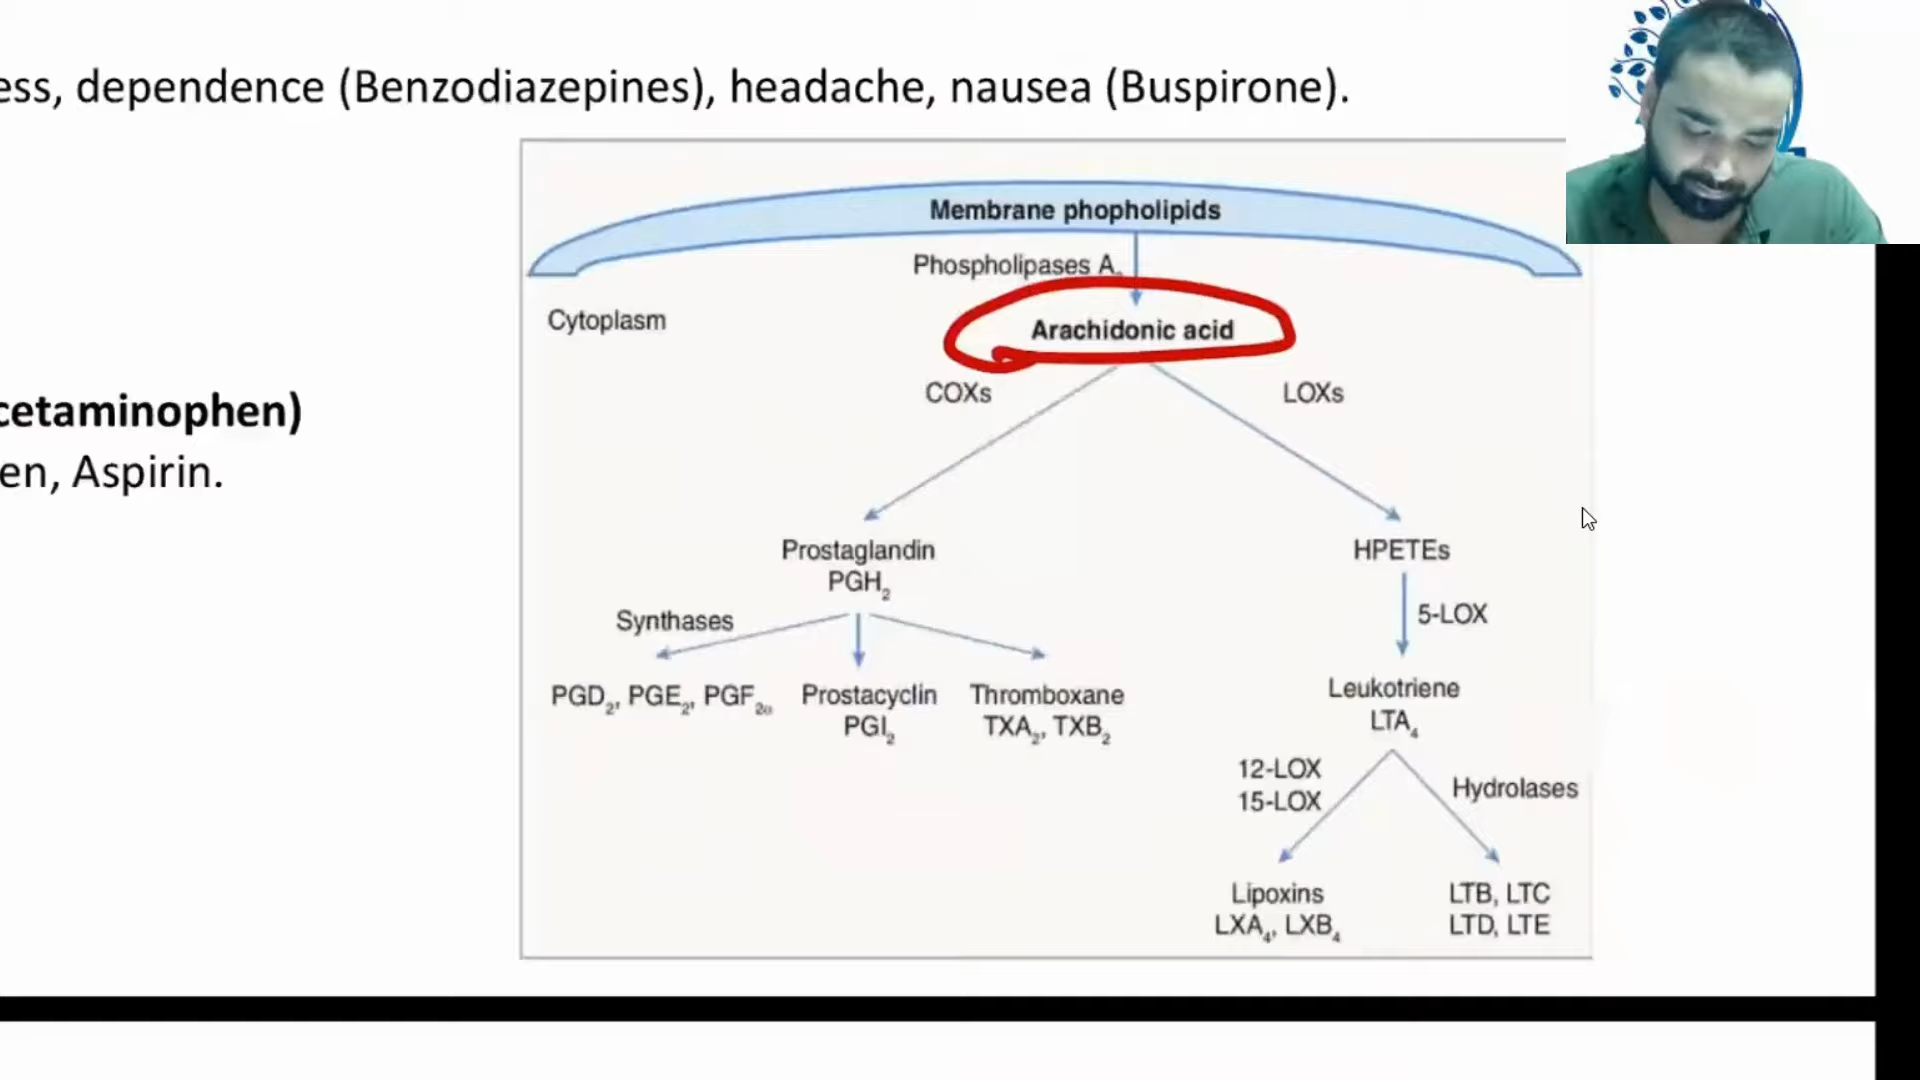 ess, dependence (Benzodiazepines), headache, nausea (Buspirone).
Membrane phopholipids
Phospholipases A
Cytoplasm
Arachidonic acid
cetaminophen)
en, Aspirin.
COXs
LOXs
Prostaglandin
PGH2
HPETEs
Synthases
5-LOX
PGD2, PGE2, PGF2α
Prostacyclin
PGI2
Thromboxane
TXA2, TXB2
Leukotriene
LTA4
12-LOX
15-LOX
Hydrolases
Lipoxins
LXA4, LXB4
LTB, LTC
LTD, LTE